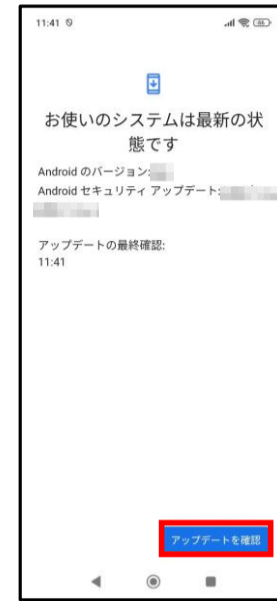 11:41
お使いのシステムは最新の状
態です
Android のバージョン:
Android セキュリティ アップデート:
アップデートの最終確認:
11:41
アップデートを確認